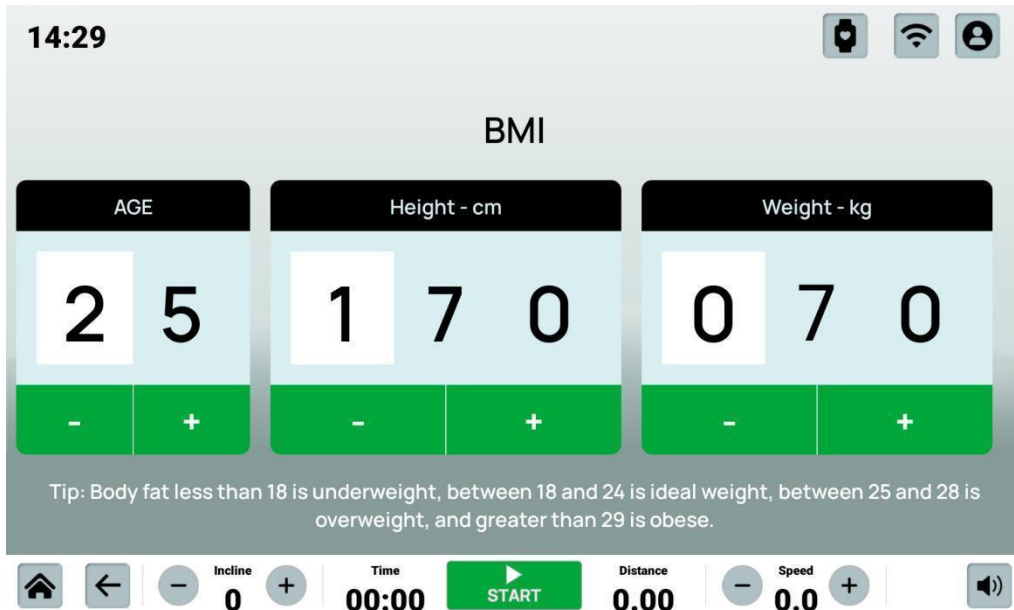 14:29
BMI
AGE
Height - cm
Weight - kg
2 5
1 7 0
0 7 0
- +
- +
- +
Tip: Body fat less than 18 is underweight, between 18 and 24 is ideal weight, between 25 and 28 is
overweight, and greater than 29 is obese.
Incline
0
Time
00:00
START
Distance
0.00
Speed
0.0